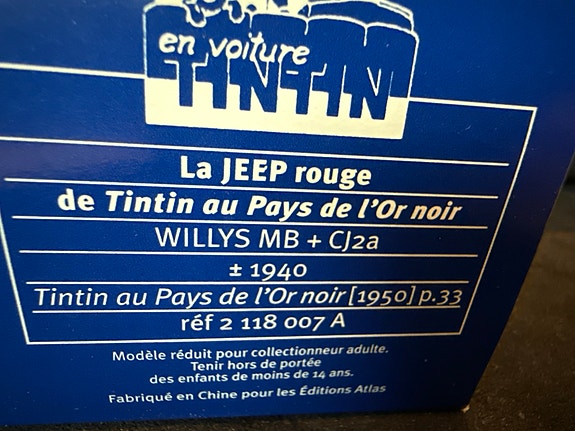 en voiture
TINTIN
La JEEP rouge
de Tintin au Pays de l'Or noir
WILLYS MB + CJ2a
± 1940
Tintin au Pays de l'Or noir [1950] p.33
réf 2 118 007 A
Modèle réduit pour collectionneur adulte.
Tenir hors de portée
des enfants de moins de 14 ans.
Fabriqué en Chine pour les Éditions Atlas